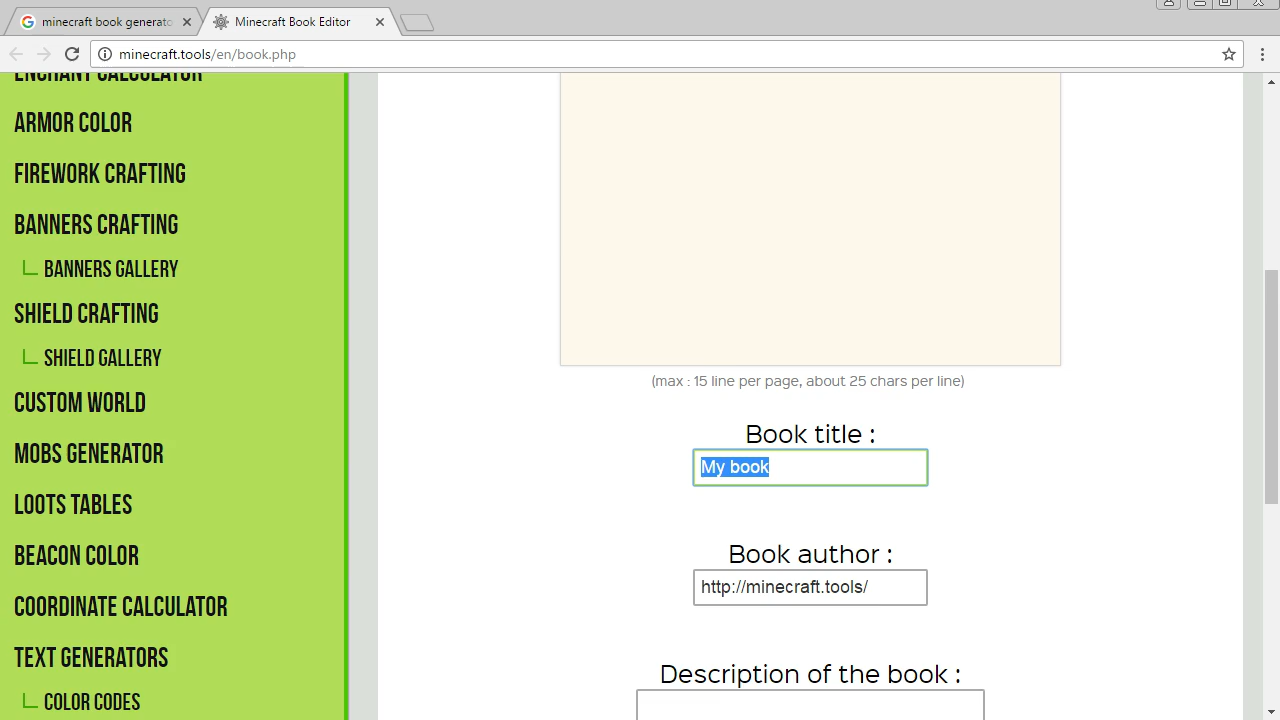 minecraft book generato
Minecraft Book Editor
minecraft.tools/en/book.php
ENCHANT CALCULATOR
ARMOR COLOR
FIREWORK CRAFTING
BANNERS CRAFTING
BANNERS GALLERY
SHIELD CRAFTING
SHIELD GALLERY
CUSTOM WORLD
MOBS GENERATOR
LOOTS TABLES
BEACON COLOR
COORDINATE CALCULATOR
TEXT GENERATORS
COLOR CODES
(max : 15 line per page, about 25 chars per line)
Book title :
My book
Book author :
http://minecraft.tools/
Description of the book :